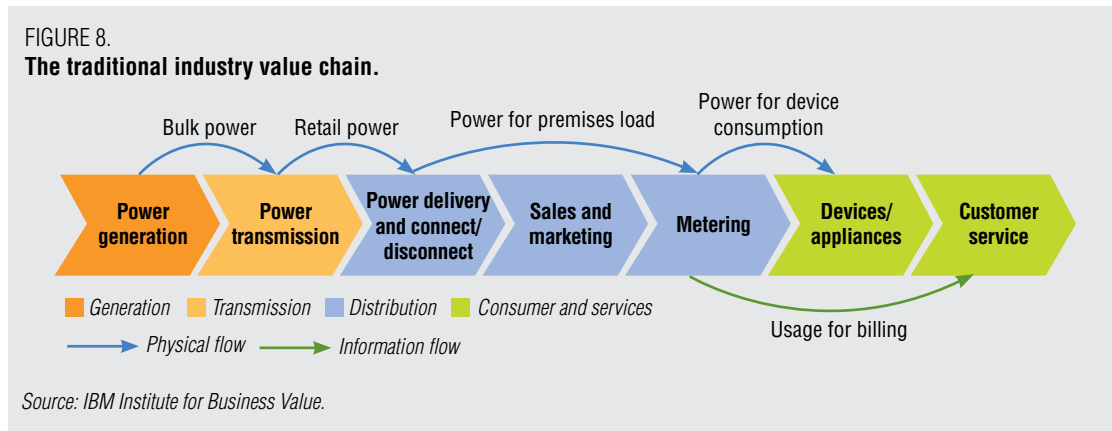 FIGURE 8.
The traditional industry value chain.
Bulk power
Retail power
Power for premises load
Power for device
consumption
Power
generation
Power
transmission
Power delivery
and connect/
disconnect
Sales and
marketing
Metering
Devices/
appliances
Customer
service
Generation
Transmission
Distribution
Consumer and services
Usage for billing
Physical flow
Information flow
Source: IBM Institute for Business Value.